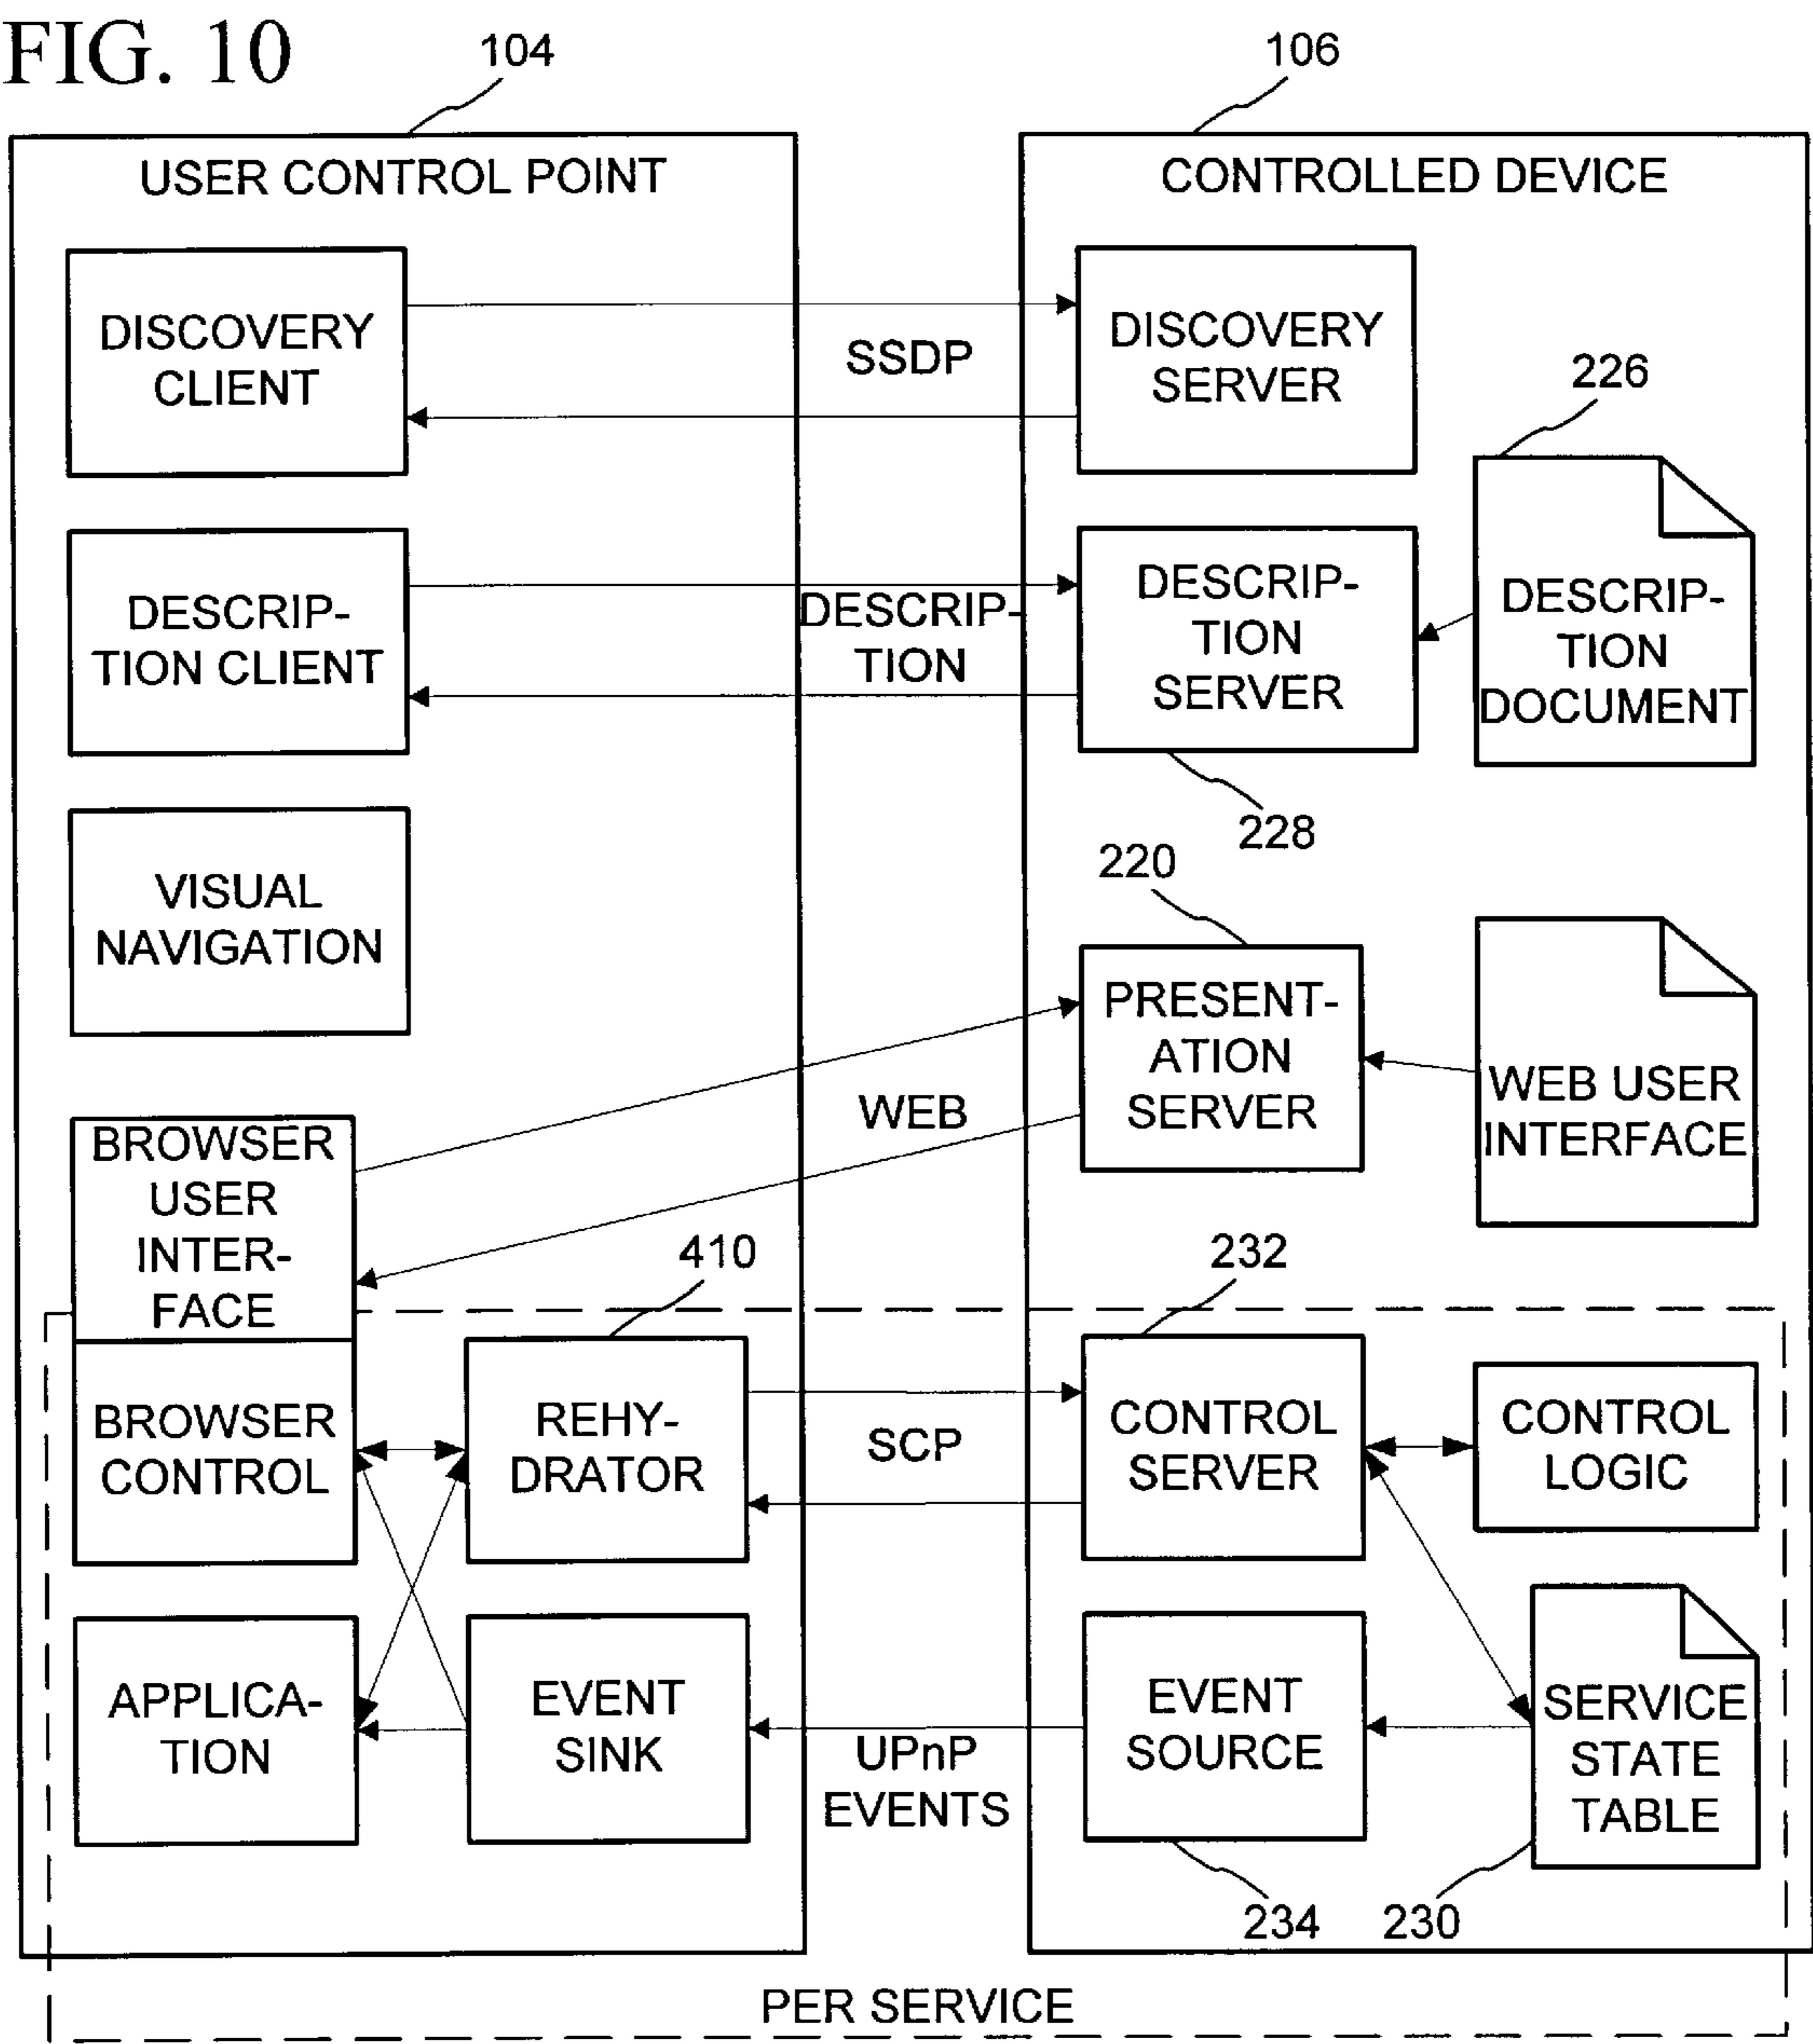 FIG. 10
104
106
USER CONTROL POINT
CONTROLLED DEVICE
DISCOVERY
CLIENT
SSDP
DISCOVERY
SERVER
226
DESCRIP-
TION CLIENT
DESCRIP-
TION
DESCRIP-
TION
SERVER
DESCRIP-
TION
DOCUMENT
228
VISUAL
NAVIGATION
220
PRESENT-
ATION
SERVER
WEB USER
INTERFACE
WEB
BROWSER
USER
INTER-
FACE
410
232
BROWSER
CONTROL
REHY-
DRATOR
SCP
CONTROL
SERVER
CONTROL
LOGIC
APPLICA-
TION
EVENT
SINK
UPnP
EVENTS
EVENT
SOURCE
SERVICE
STATE
TABLE
234
230
PER SERVICE